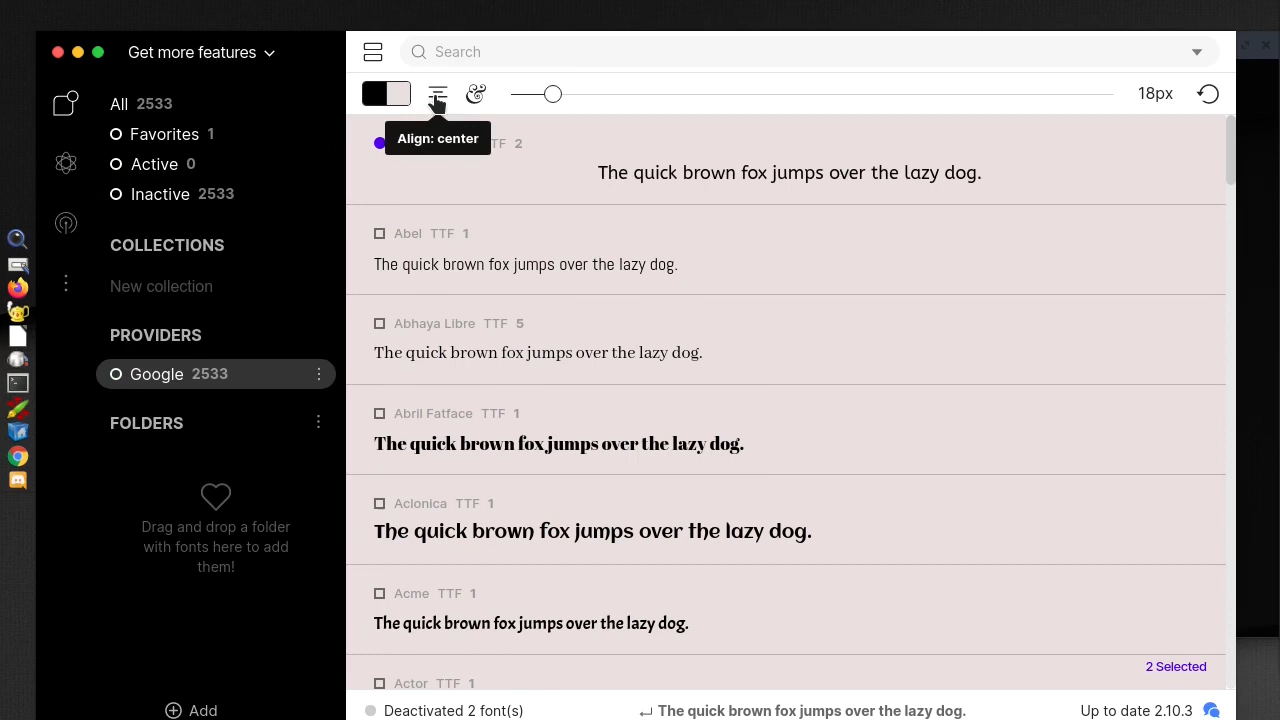 Get more features
Search
18px
Align: center
TF 2
The quick brown fox jumps over the lazy dog.
All 2533
Favorites 1
Active 0
Inactive 2533
COLLECTIONS
New collection
PROVIDERS
Google 2533
FOLDERS
Drag and drop a folder
with fonts here to add
them!
Add
Abel TTF 1
The quick brown fox jumps over the lazy dog.
Abhaya Libre TTF 5
The quick brown fox jumps over the lazy dog.
Abril Fatface TTF 1
The quick brown fox jumps over the lazy dog.
Aclonica TTF 1
The quick brown fox jumps over the lazy dog.
Acme TTF 1
The quick brown fox jumps over the lazy dog.
Actor TTF 1
2 Selected
Deactivated 2 font(s)
The quick brown fox jumps over the lazy dog.
Up to date 2.10.3